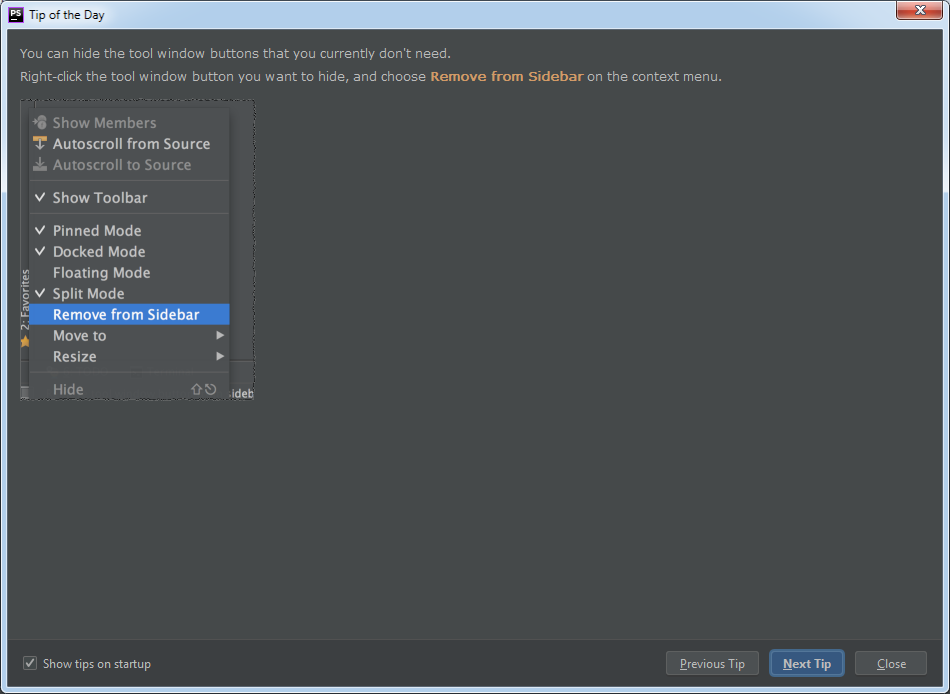 PS Tip of the Day
You can hide the tool window buttons that you currently don't need.
Right-click the tool window button you want to hide, and choose Remove from Sidebar on the context menu.
Show Members
Autoscroll from Source
Autoscroll to Source
Show Toolbar
Pinned Mode
Docked Mode
Floating Mode
Split Mode
Remove from Sidebar
Move to
Resize
Hide
2: Favorites
sideb
Show tips on startup
Previous Tip
Next Tip
Close